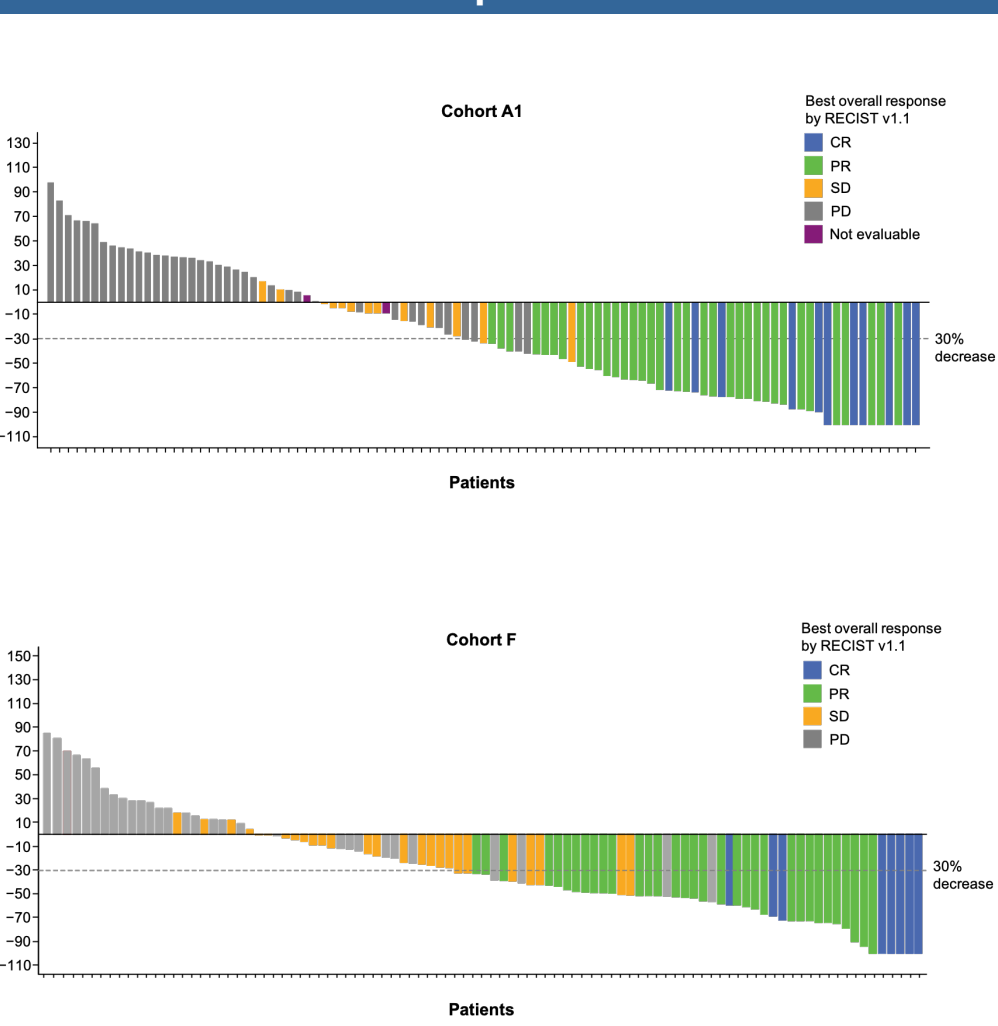 Cohort A1
Best overall response
by RECIST v1.1
CR
PR
SD
PD
Not evaluable
130
110
90
70
50
30
10
−10
−30
−50
−70
−90
−110
30%
decrease
Patients
Cohort F
Best overall response
by RECIST v1.1
CR
PR
SD
PD
150
130
110
90
70
50
30
10
−10
−30
−50
−70
−90
−110
30%
decrease
Patients